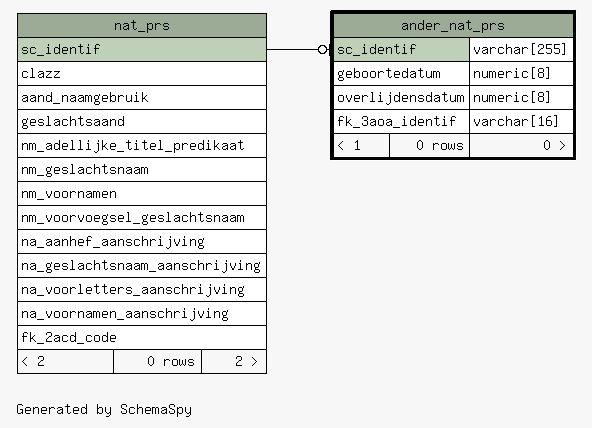 nat_prs
sc_identif
clazz
aand_naamgebruik
geslachtsaand
nm_adellijke_titel_predikaat
nm_geslachtsnaam
nm_voornamen
nm_voorvoegsel_geslachtsnaam
na_aanhef_aanschrijving
na_geslachtsnaam_aanschrijving
na_voorletters_aanschrijving
na_voornamen_aanschrijving
fk_2acd_code
< 2 0 rows 2 >
ander_nat_prs
sc_identif varchar[255]
geboortedatum numeric[8]
overlijdensdatum numeric[8]
fk_3aoa_identif varchar[16]
< 1 0 rows 0 >
Generated by SchemaSpy